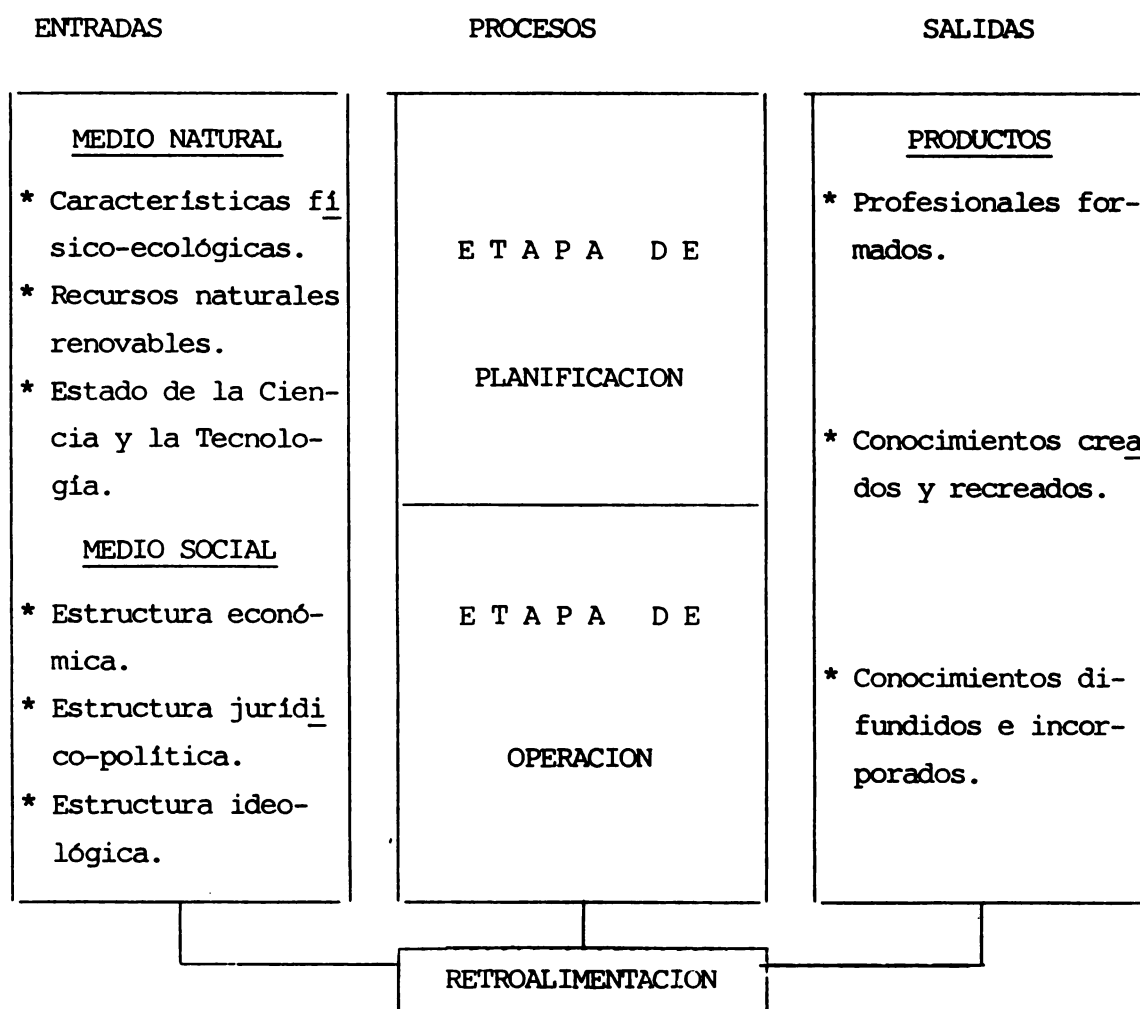 ENTRADAS
PROCESOS
SALIDAS
MEDIO NATURAL
* Características fí
sico-ecológicas.
* Recursos naturales
renovables.
* Estado de la Cien-
cia y la Tecnolo-
gía.
MEDIO SOCIAL
* Estructura econó-
mica.
* Estructura jurídi
co-política.
* Estructura ideo-
lógica.
E T A P A   D E
PLANIFICACION
E T A P A   D E
OPERACION
PRODUCTOS
* Profesionales for-
mados.
* Conocimientos crea
dos y recreados.
* Conocimientos di-
fundidos e incor-
porados.
RETROALIMENTACION